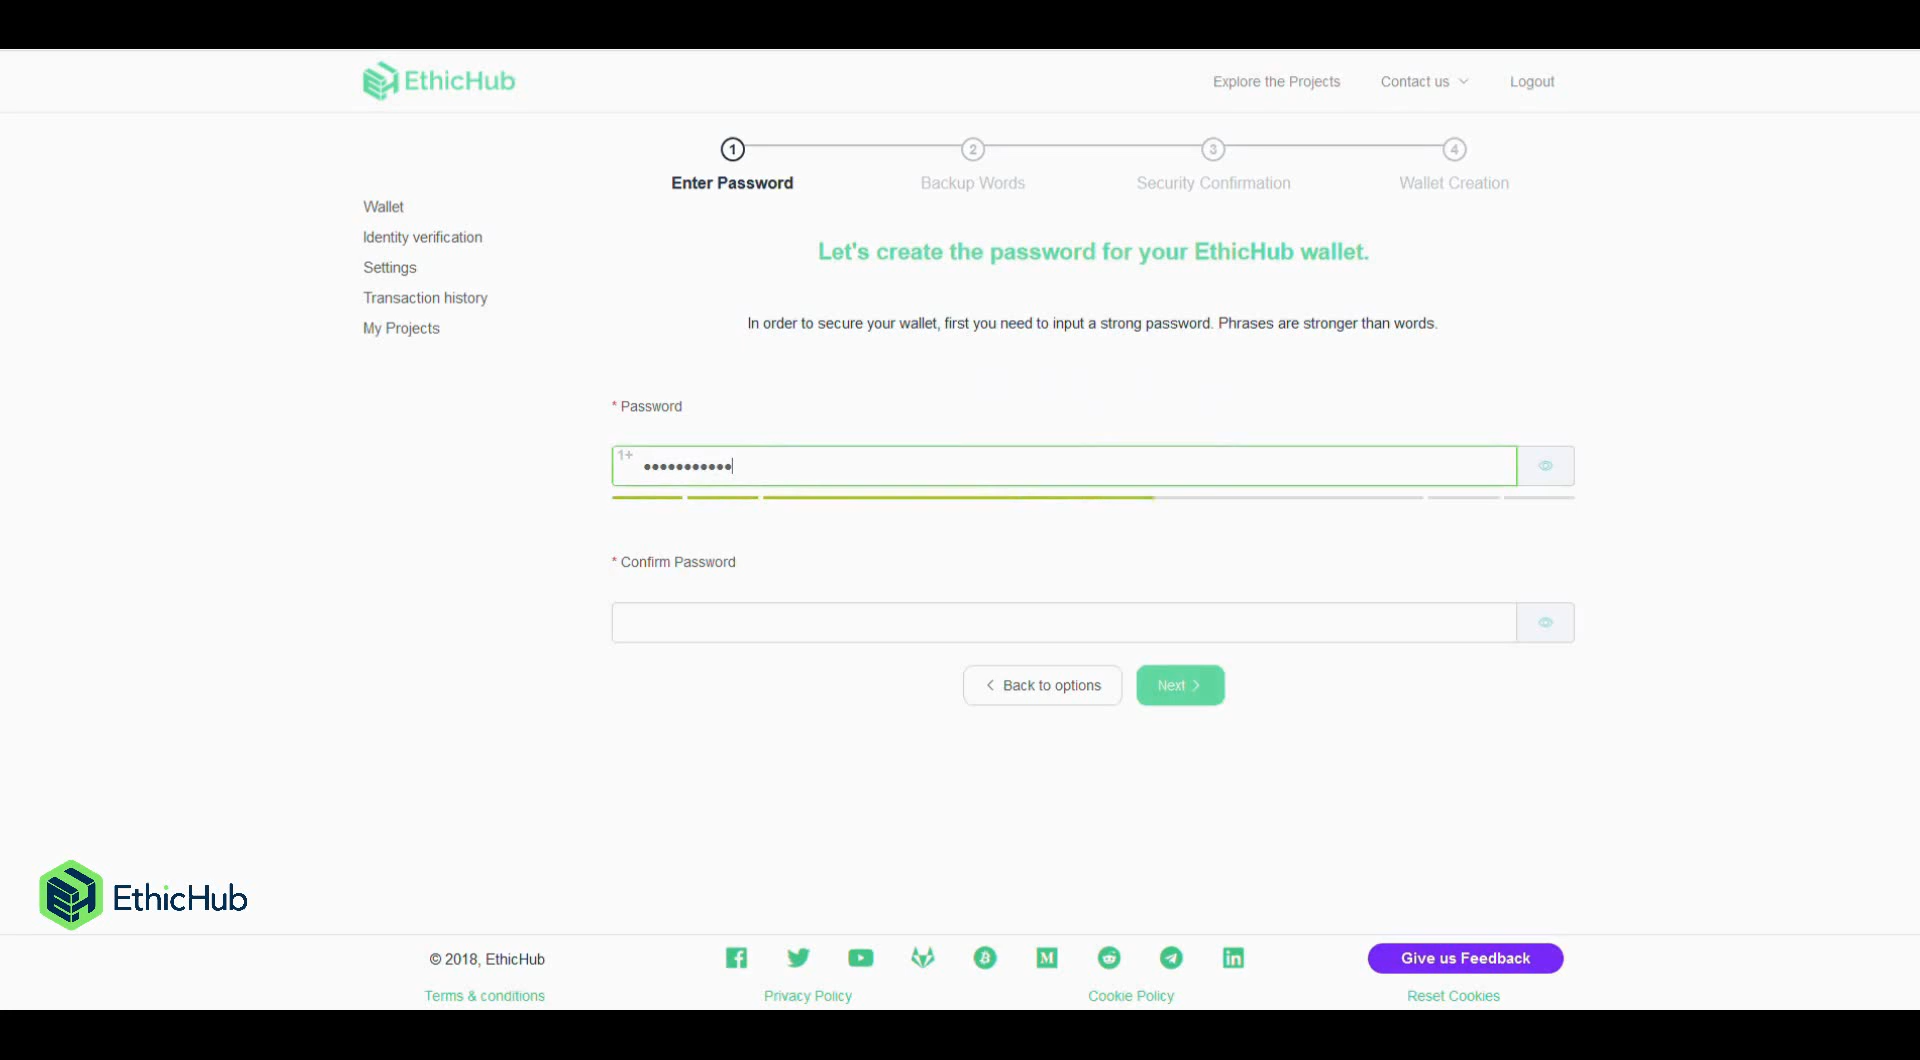 EthicHub
Explore the Projects
Contact us
Logout
1
2
3
4
Enter Password
Backup Words
Security Confirmation
Wallet Creation
Wallet
Identity verification
Settings
Transaction history
My Projects
Let's create the password for your EthicHub wallet.
In order to secure your wallet, first you need to input a strong password. Phrases are stronger than words.
* Password
1+
•••••••••••
* Confirm Password
Back to options
Next
EthicHub
© 2018, EthicHub
Give us Feedback
Terms & conditions
Privacy Policy
Cookie Policy
Reset Cookies